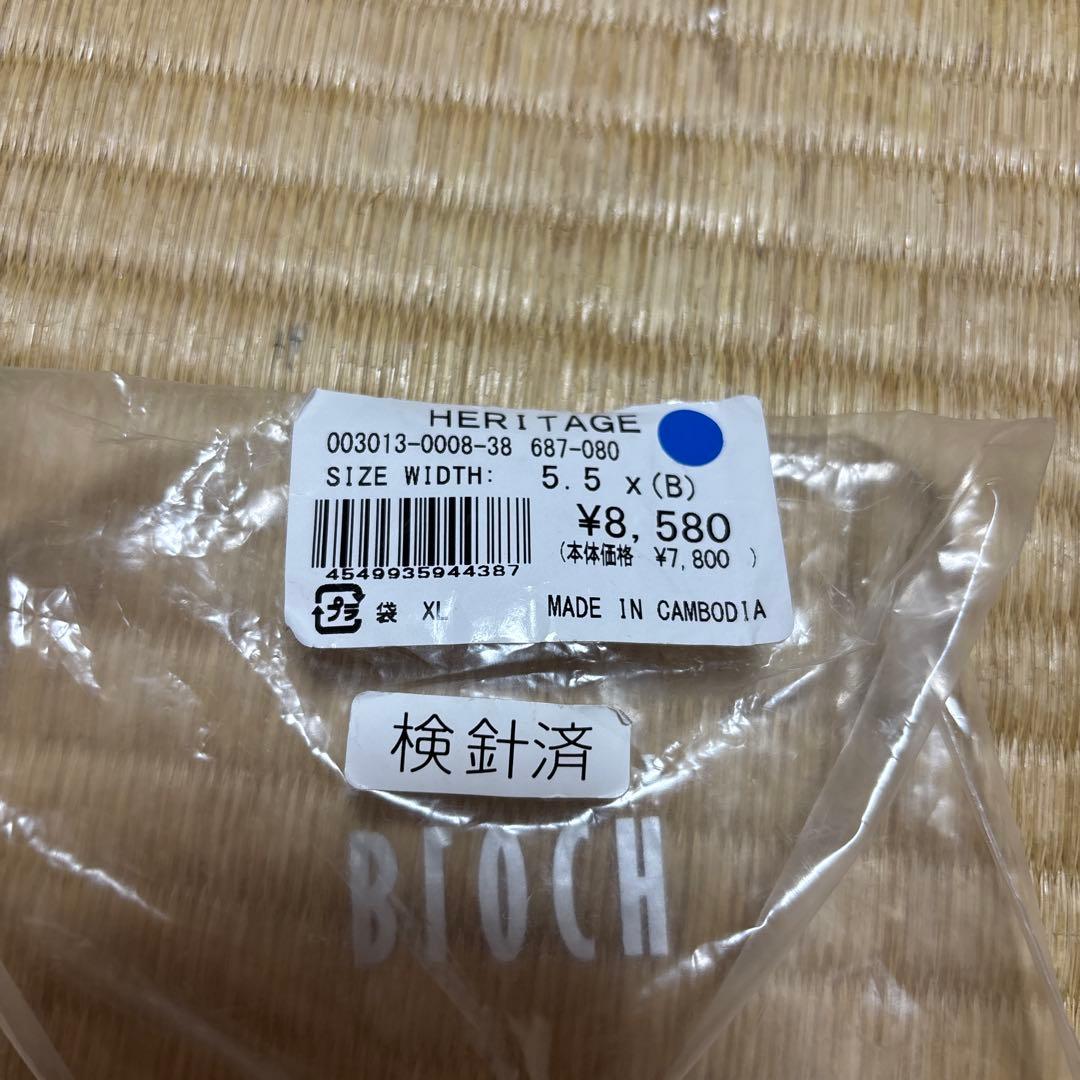 HERITAGE
003013-0008-38 687-080
SIZE WIDTH: 5.5 x(B)
¥8,580
(本体価格 ¥7,800 )
4549935944387
プラ 袋 XL MADE IN CAMBODIA
検針済
BLOCH